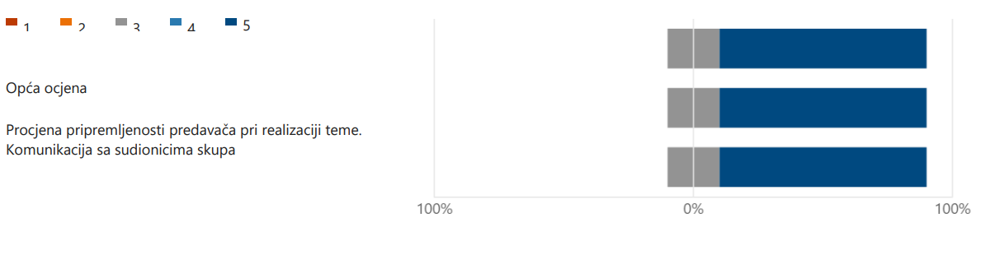 1 2 3 4 5
Opća ocjena
Procjena pripremljenosti predavača pri realizaciji teme.
Komunikacija sa sudionicima skupa
100% 0% 100%